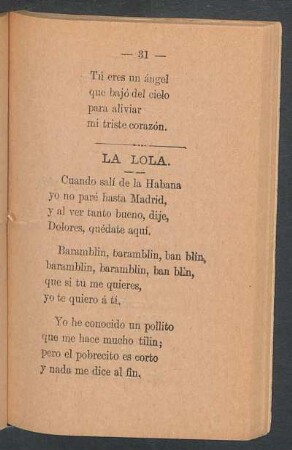 — 31 —
Tú eres un ángel
que bajó del cielo
para aliviar
mi triste corazón.
LA LOLA.
Cuando salí de la Habana
yo no paré hasta Madrid,
y al ver tanto bueno, dije,
Dolores, quédate aquí.
Baramblin, baramblin, ban blín,
baramblin, baramblin, ban blin,
que si tu me quieres,
yo te quiero á ti.
Yo he conocido un pollito
que me hace mucho tilin;
pero el pobrecito es corto
y nada me dice al fin,